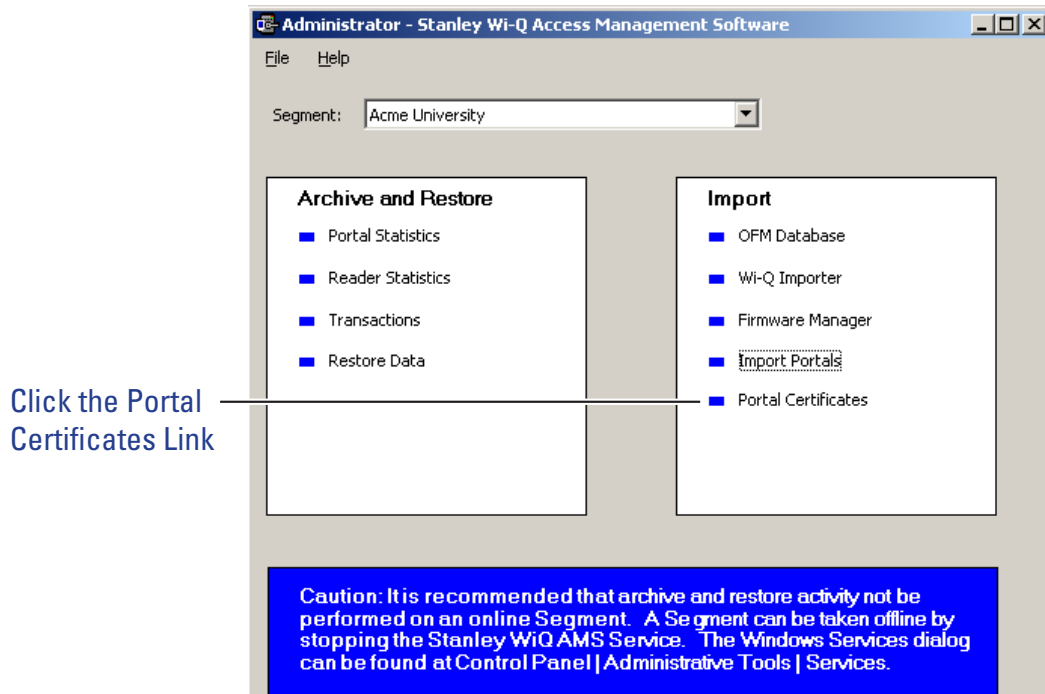 Administrator - Stanley Wi-Q Access Management Software
File Help
Segment: Acme University
Archive and Restore
Portal Statistics
Reader Statistics
Transactions
Restore Data
Import
OFM Database
Wi-Q Importer
Firmware Manager
Import Portals
Portal Certificates
Click the Portal
Certificates Link
Caution: It is recommended that archive and restore activity not be
performed on an online Segment. A Segment can be taken offline by
stopping the Stanley WiQ AMS Service. The Windows Services dialog
can be found at Control Panel | Administrative Tools | Services.